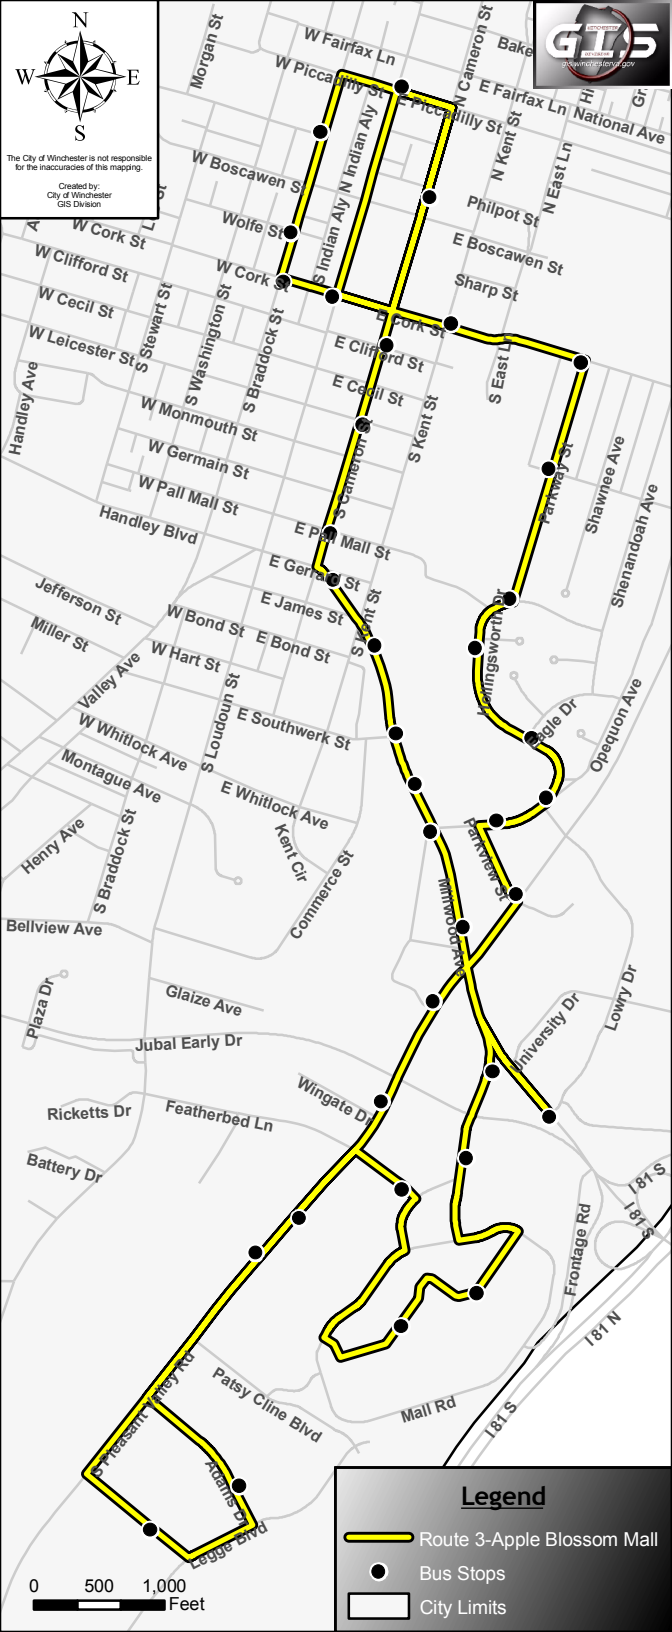 N
W
E
S
The City of Winchester is not responsible
for the inaccuracies of this mapping.
Created by:
City of Winchester
GIS Division
WINCHESTER
GIS
gis.winchesterva.gov
Morgan St
W Fairfax Ln
W Piccadilly St
E Piccadilly St
N Cameron St
Bake
E Fairfax Ln
National Ave
N Kent St
N East Ln
N Indian Aly
S Indian Aly
W Boscawen St
Wolfe St
Philpot St
E Boscawen St
Sharp St
W Cork St
W Cork St
E Cork St
W Clifford St
W Cecil St
W Leicester St
S Stewart St
S Washington St
S Braddock St
E Clifford St
E Cecil St
S East Ln
S Kent St
Handley Ave
W Monmouth St
W Germain St
W Pall Mall St
Handley Blvd
S Cameron St
E Pall Mall St
E Gerrard St
Parkway St
Shawnee Ave
Shenandoah Ave
Jefferson St
Miller St
Valley Ave
W Bond St
W Hart St
E James St
E Bond St
S Kent St
Hollingsworth Dr
Eagle Dr
Opequon Ave
S Loudoun St
E Southwerk St
W Whitlock Ave
Montague Ave
E Whitlock Ave
Henry Ave
S Braddock St
Kent Cir
Commerce St
Parkview St
Millwood Ave
Bellview Ave
Plaza Dr
Glaize Ave
Jubal Early Dr
University Dr
Lowry Dr
Wingate Dr
Ricketts Dr
Featherbed Ln
Battery Dr
I 81 S
I 81 S
Frontage Rd
I 81 N
I 81 S
S Pleasant Valley Rd
Patsy Cline Blvd
Mall Rd
Adams Dr
Legge Blvd
Legend
Route 3-Apple Blossom Mall
Bus Stops
City Limits
0 500 1,000
Feet